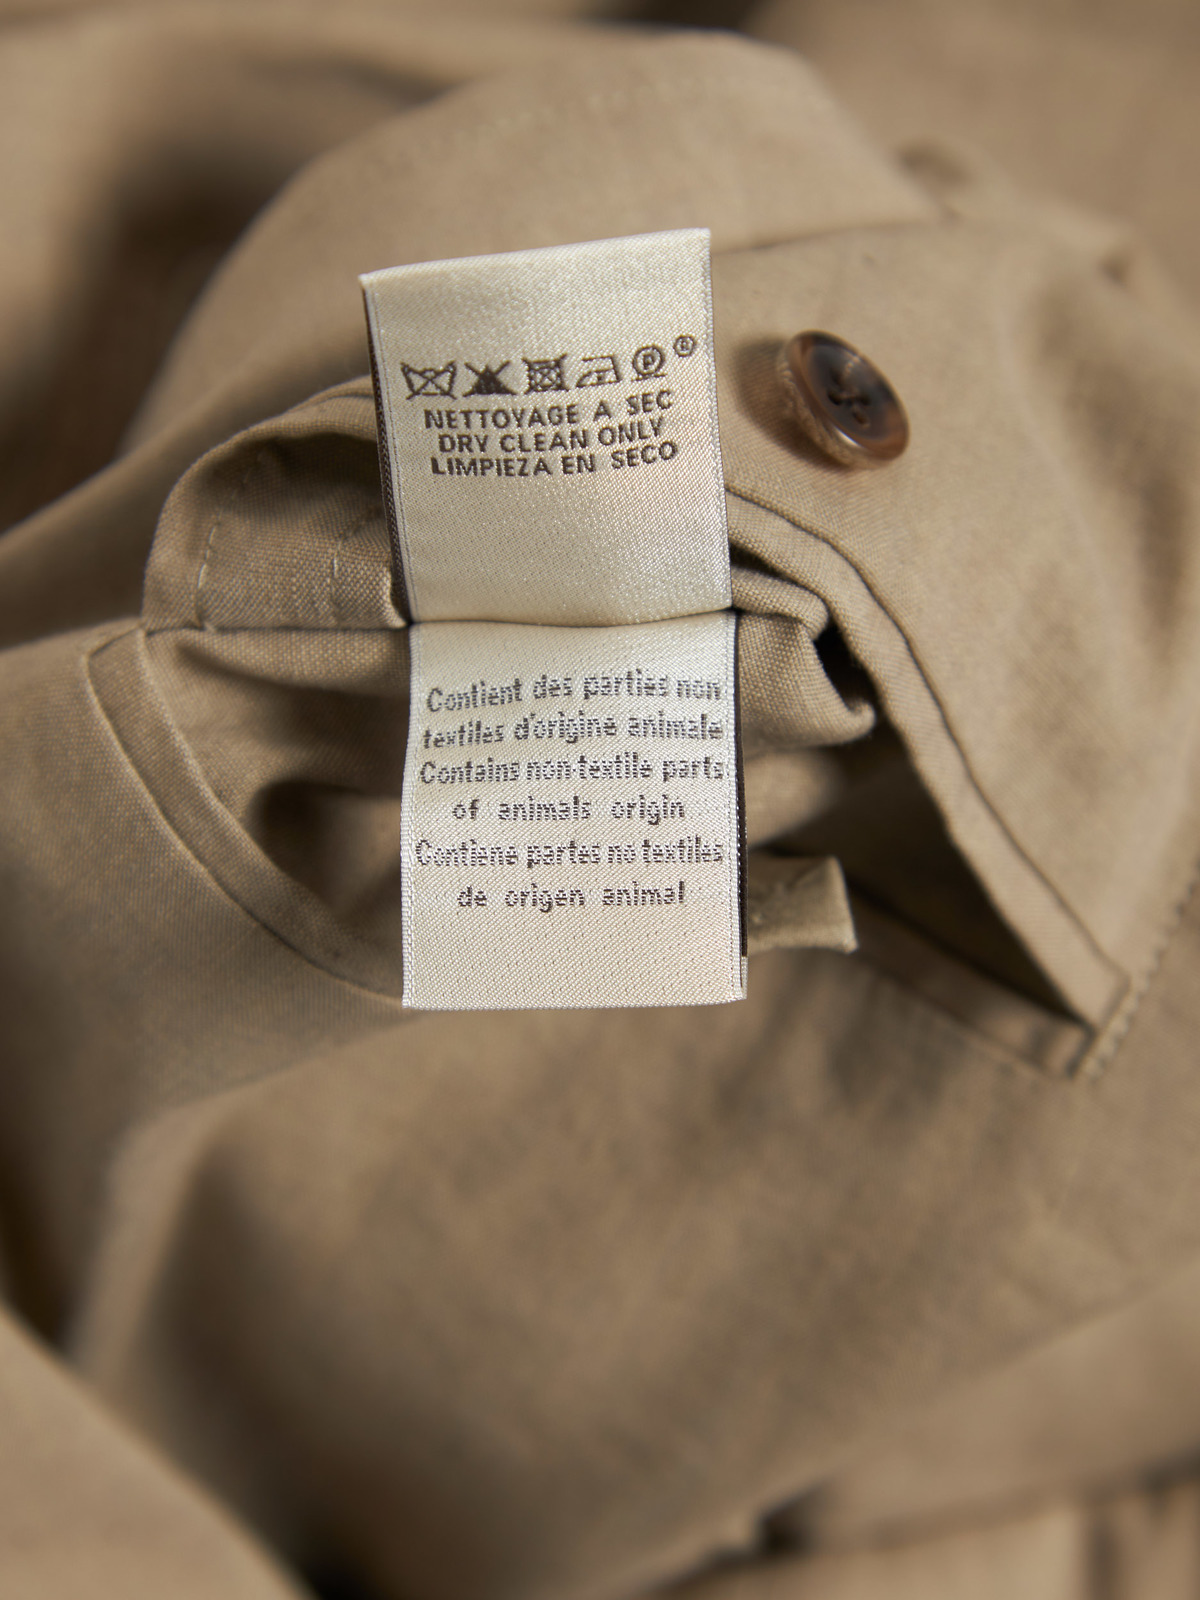 P ®
NETTOYAGE A SEC
DRY CLEAN ONLY
LIMPIEZA EN SECO
Contient des parties non
textiles d'origine animale
Contains non-textile parts
of animals origin
Contiene partes no textiles
de origen animal